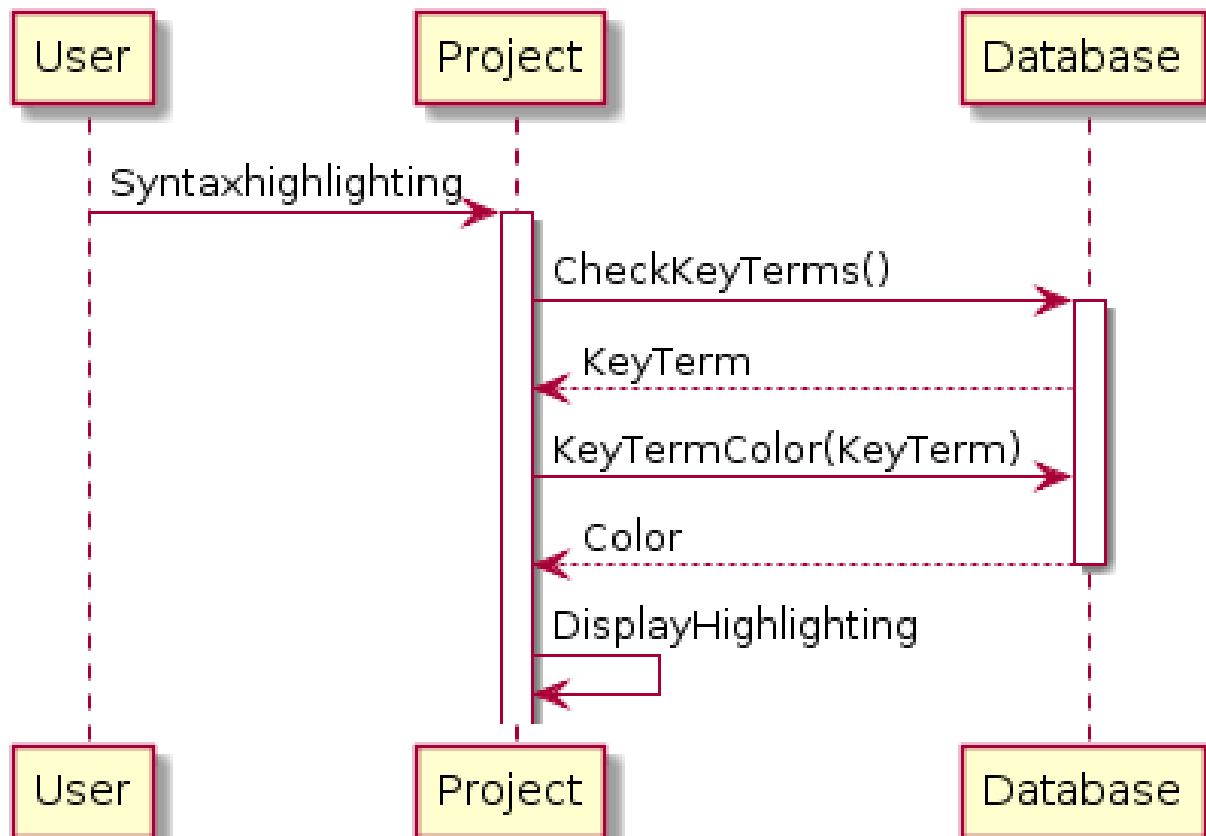 User
Project
Database
Syntaxhighlighting
CheckKeyTerms()
KeyTerm
KeyTermColor(KeyTerm)
Color
DisplayHighlighting
User
Project
Database